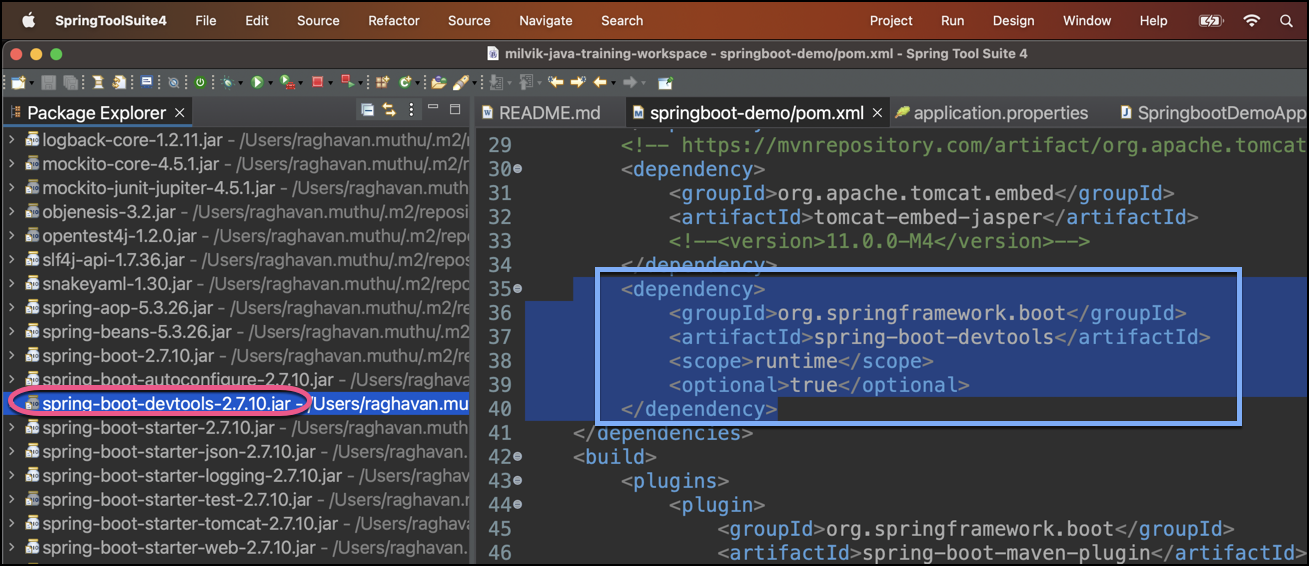 SpringToolSuite4 File Edit Source Refactor Source Navigate Search Project Run Design Window Help
milvik-java-training-workspace - springboot-demo/pom.xml - Spring Tool Suite 4
Package Explorer
logback-core-1.2.11.jar - /Users/raghavan.muthu/.m2/r
mockito-core-4.5.1.jar - /Users/raghavan.muthu/.m2/r
mockito-junit-jupiter-4.5.1.jar - /Users/raghavan.muth
objenesis-3.2.jar - /Users/raghavan.muthu/.m2/reposi
opentest4j-1.2.0.jar - /Users/raghavan.muthu/.m2/rep
slf4j-api-1.7.36.jar - /Users/raghavan.muthu/.m2/repos
snakeyaml-1.30.jar - /Users/raghavan.muthu/.m2/repo
spring-aop-5.3.26.jar - /Users/raghavan.muthu/.m2/re
spring-beans-5.3.26.jar - /Users/raghavan.muthu/.m2/
spring-boot-2.7.10.jar - /Users/raghavan.muthu/.m2/re
spring-boot-autoconfigure-2.7.10.jar - /Users/raghava
spring-boot-devtools-2.7.10.jar - /Users/raghavan.mu
spring-boot-starter-2.7.10.jar - /Users/raghavan.muth
spring-boot-starter-json-2.7.10.jar - /Users/raghavan.
spring-boot-starter-logging-2.7.10.jar - /Users/raghav
spring-boot-starter-test-2.7.10.jar - /Users/raghavan.r
spring-boot-starter-tomcat-2.7.10.jar - /Users/raghav
spring-boot-starter-web-2.7.10.jar - /Users/raghavan.
README.md springboot-demo/pom.xml application.properties SpringbootDemoApp
29 <!-- https://mvnrepository.com/artifact/org.apache.tomcat
30 <dependency>
31 <groupId>org.apache.tomcat.embed</groupId>
32 <artifactId>tomcat-embed-jasper</artifactId>
33 <!--<version>11.0.0-M4</version>-->
34 </dependency>
35 <dependency>
36 <groupId>org.springframework.boot</groupId>
37 <artifactId>spring-boot-devtools</artifactId>
38 <scope>runtime</scope>
39 <optional>true</optional>
40 </dependency>
41 </dependencies>
42 <build>
43 <plugins>
44 <plugin>
45 <groupId>org.springframework.boot</groupId>
46 <artifactId>spring-boot-maven-plugin</artifactId>